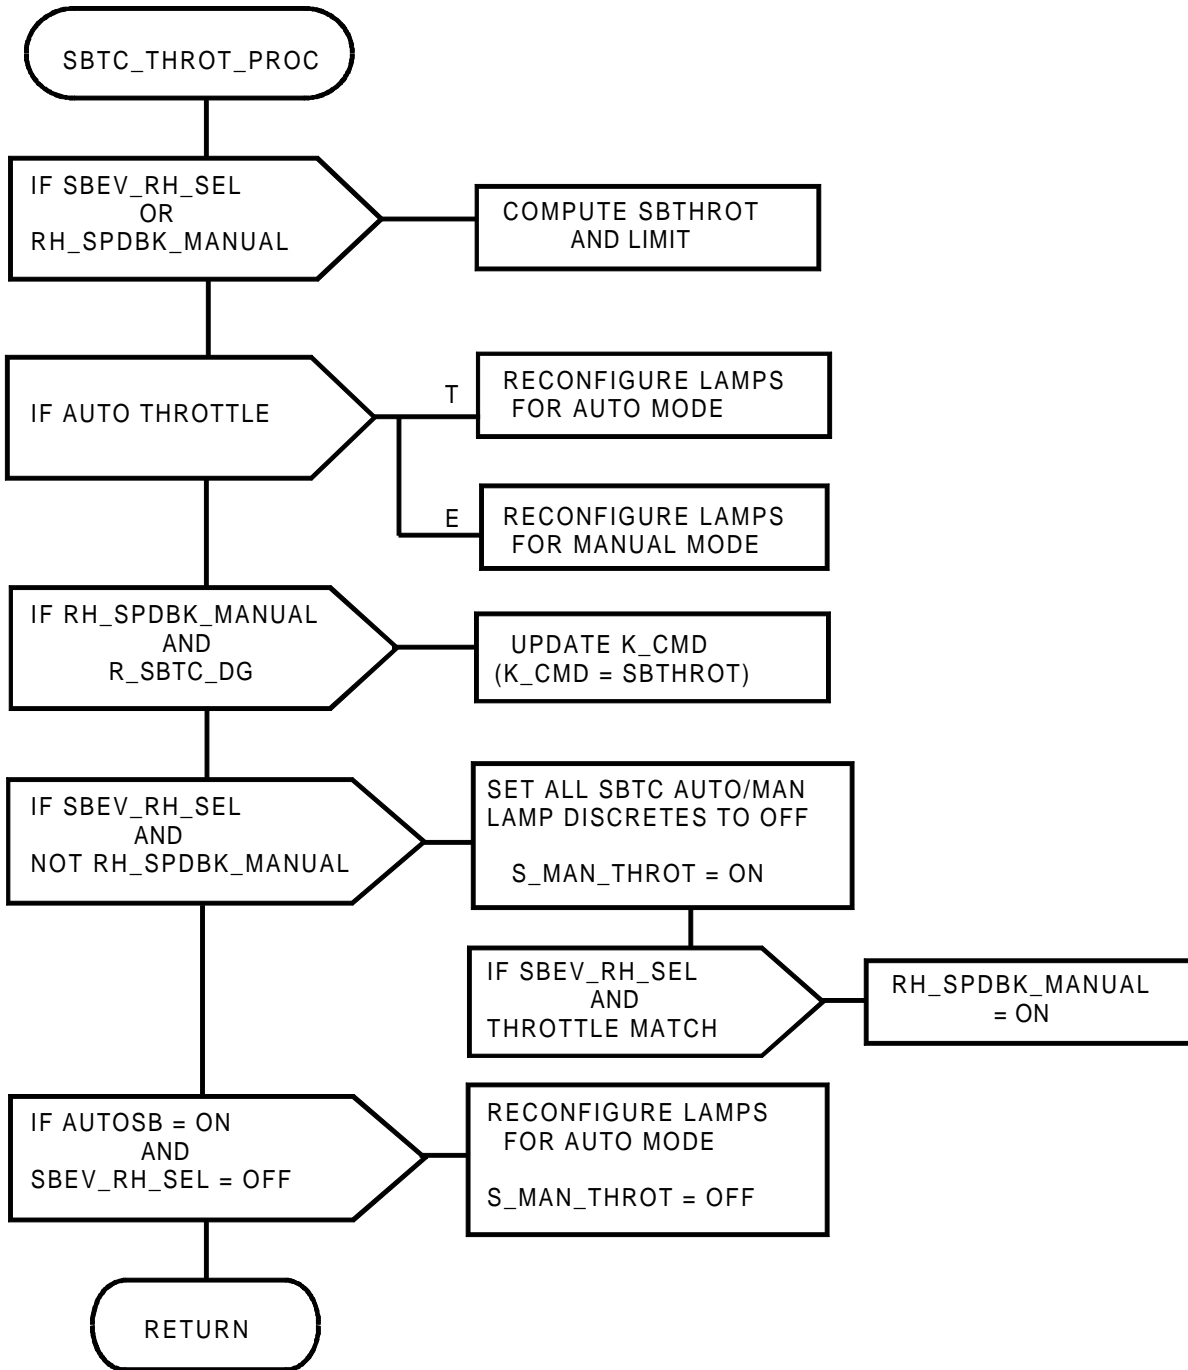 SBTC_THROT_PROC
IF SBEV_RH_SEL
OR
RH_SPDBK_MANUAL
COMPUTE SBTHROT
AND LIMIT
IF AUTO THROTTLE
T
RECONFIGURE LAMPS
FOR AUTO MODE
E
RECONFIGURE LAMPS
FOR MANUAL MODE
IF RH_SPDBK_MANUAL
AND
R_SBTC_DG
UPDATE K_CMD
(K_CMD = SBTHROT)
IF SBEV_RH_SEL
AND
NOT RH_SPDBK_MANUAL
SET ALL SBTC AUTO/MAN
LAMP DISCRETES TO OFF
S_MAN_THROT = ON
IF SBEV_RH_SEL
AND
THROTTLE MATCH
RH_SPDBK_MANUAL
= ON
IF AUTOSB = ON
AND
SBEV_RH_SEL = OFF
RECONFIGURE LAMPS
FOR AUTO MODE
S_MAN_THROT = OFF
RETURN